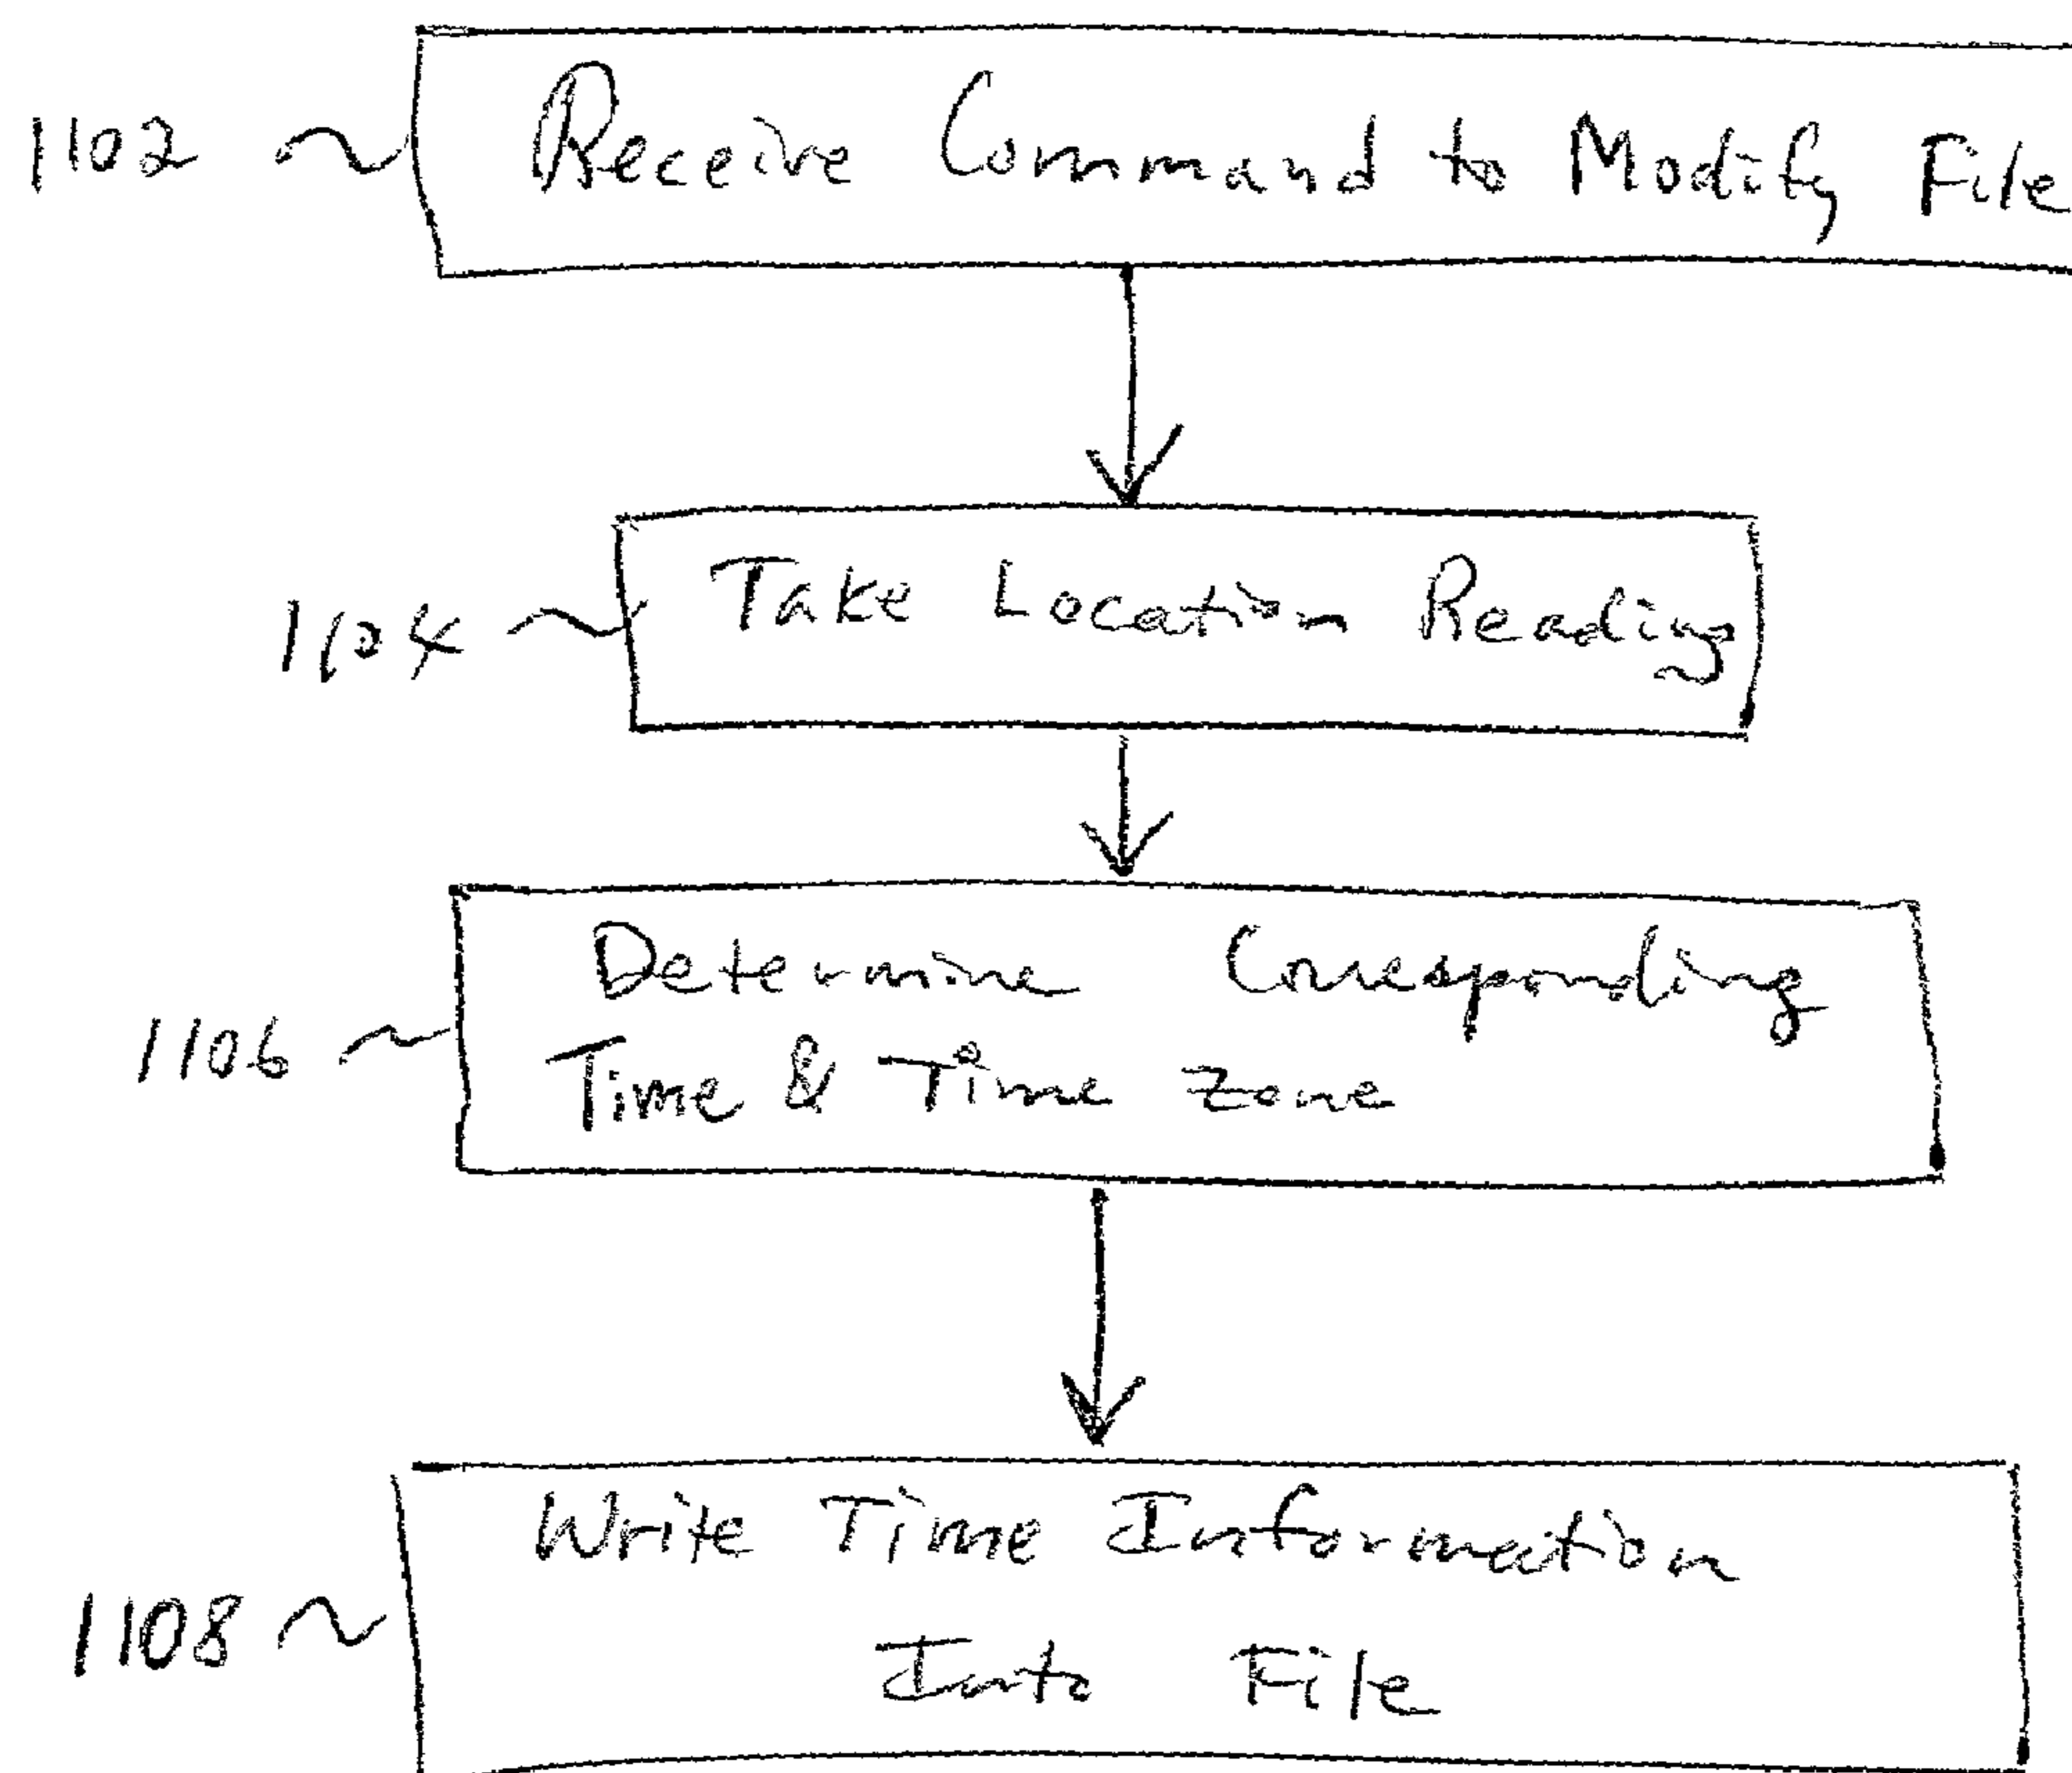 1102 Receive Command to Modify File
1104 Take Location Reading
Determine Corresponding
1106 Time & Time Zone
Write Time Information
1108 Into File